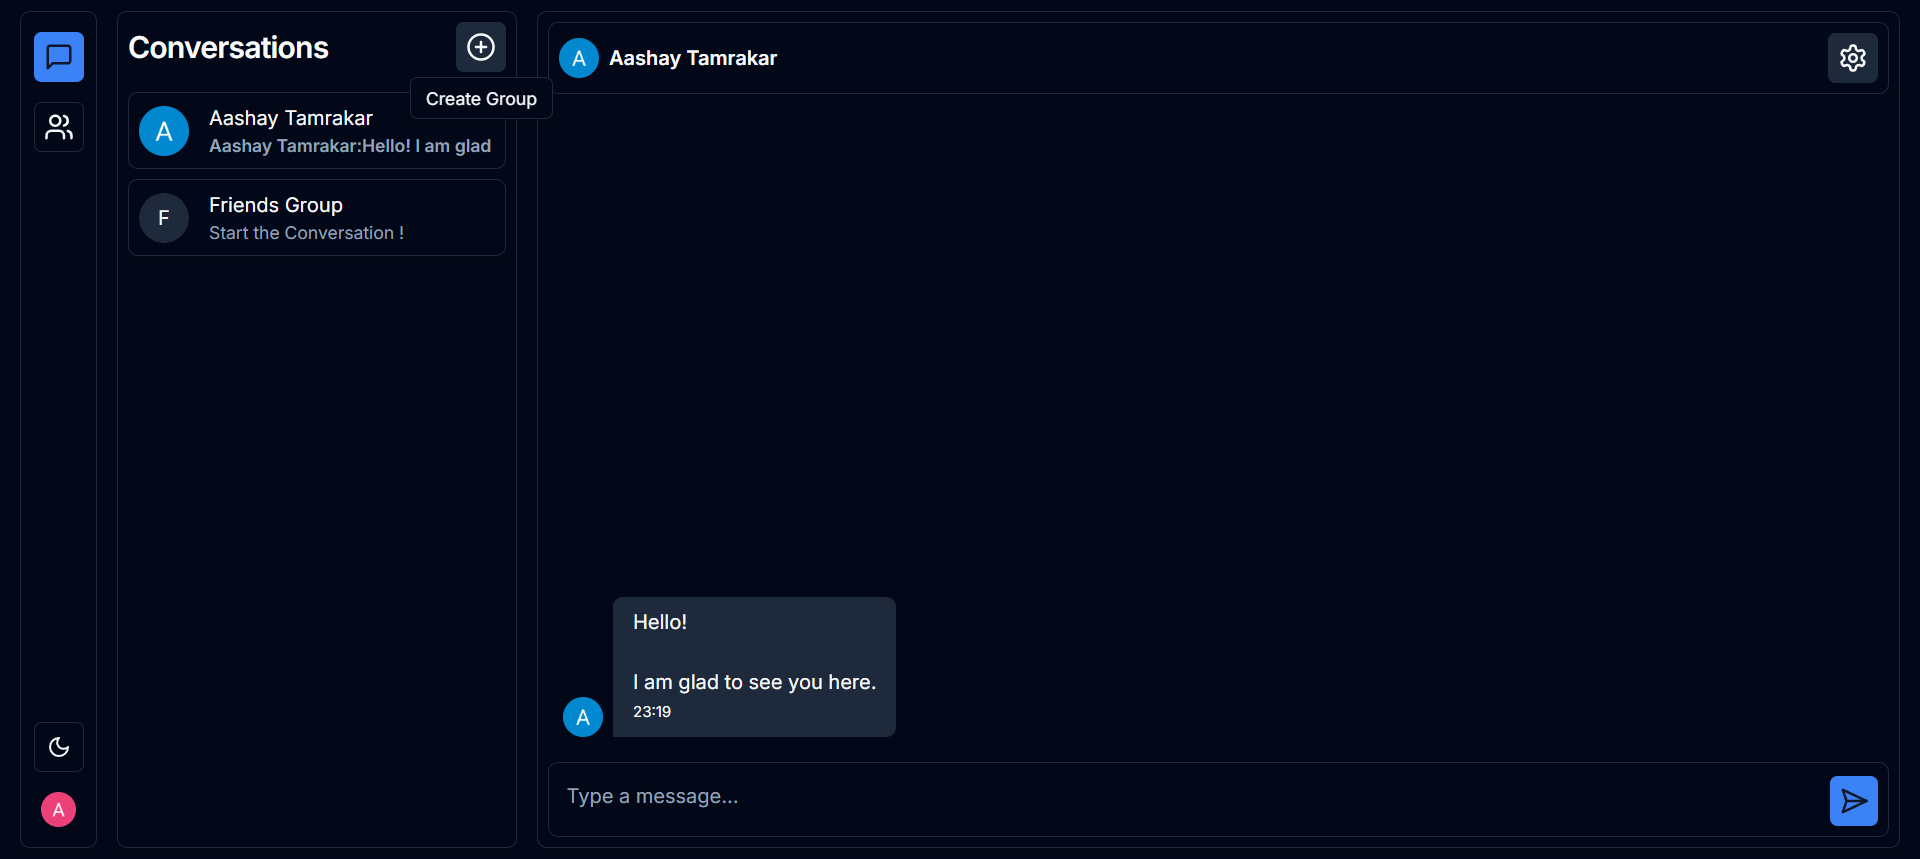 Conversations
Create Group
A
Aashay Tamrakar
Aashay Tamrakar:Hello! I am glad
F
Friends Group
Start the Conversation !
A
A
Aashay Tamrakar
Hello!
I am glad to see you here.
23:19
A
Type a message...